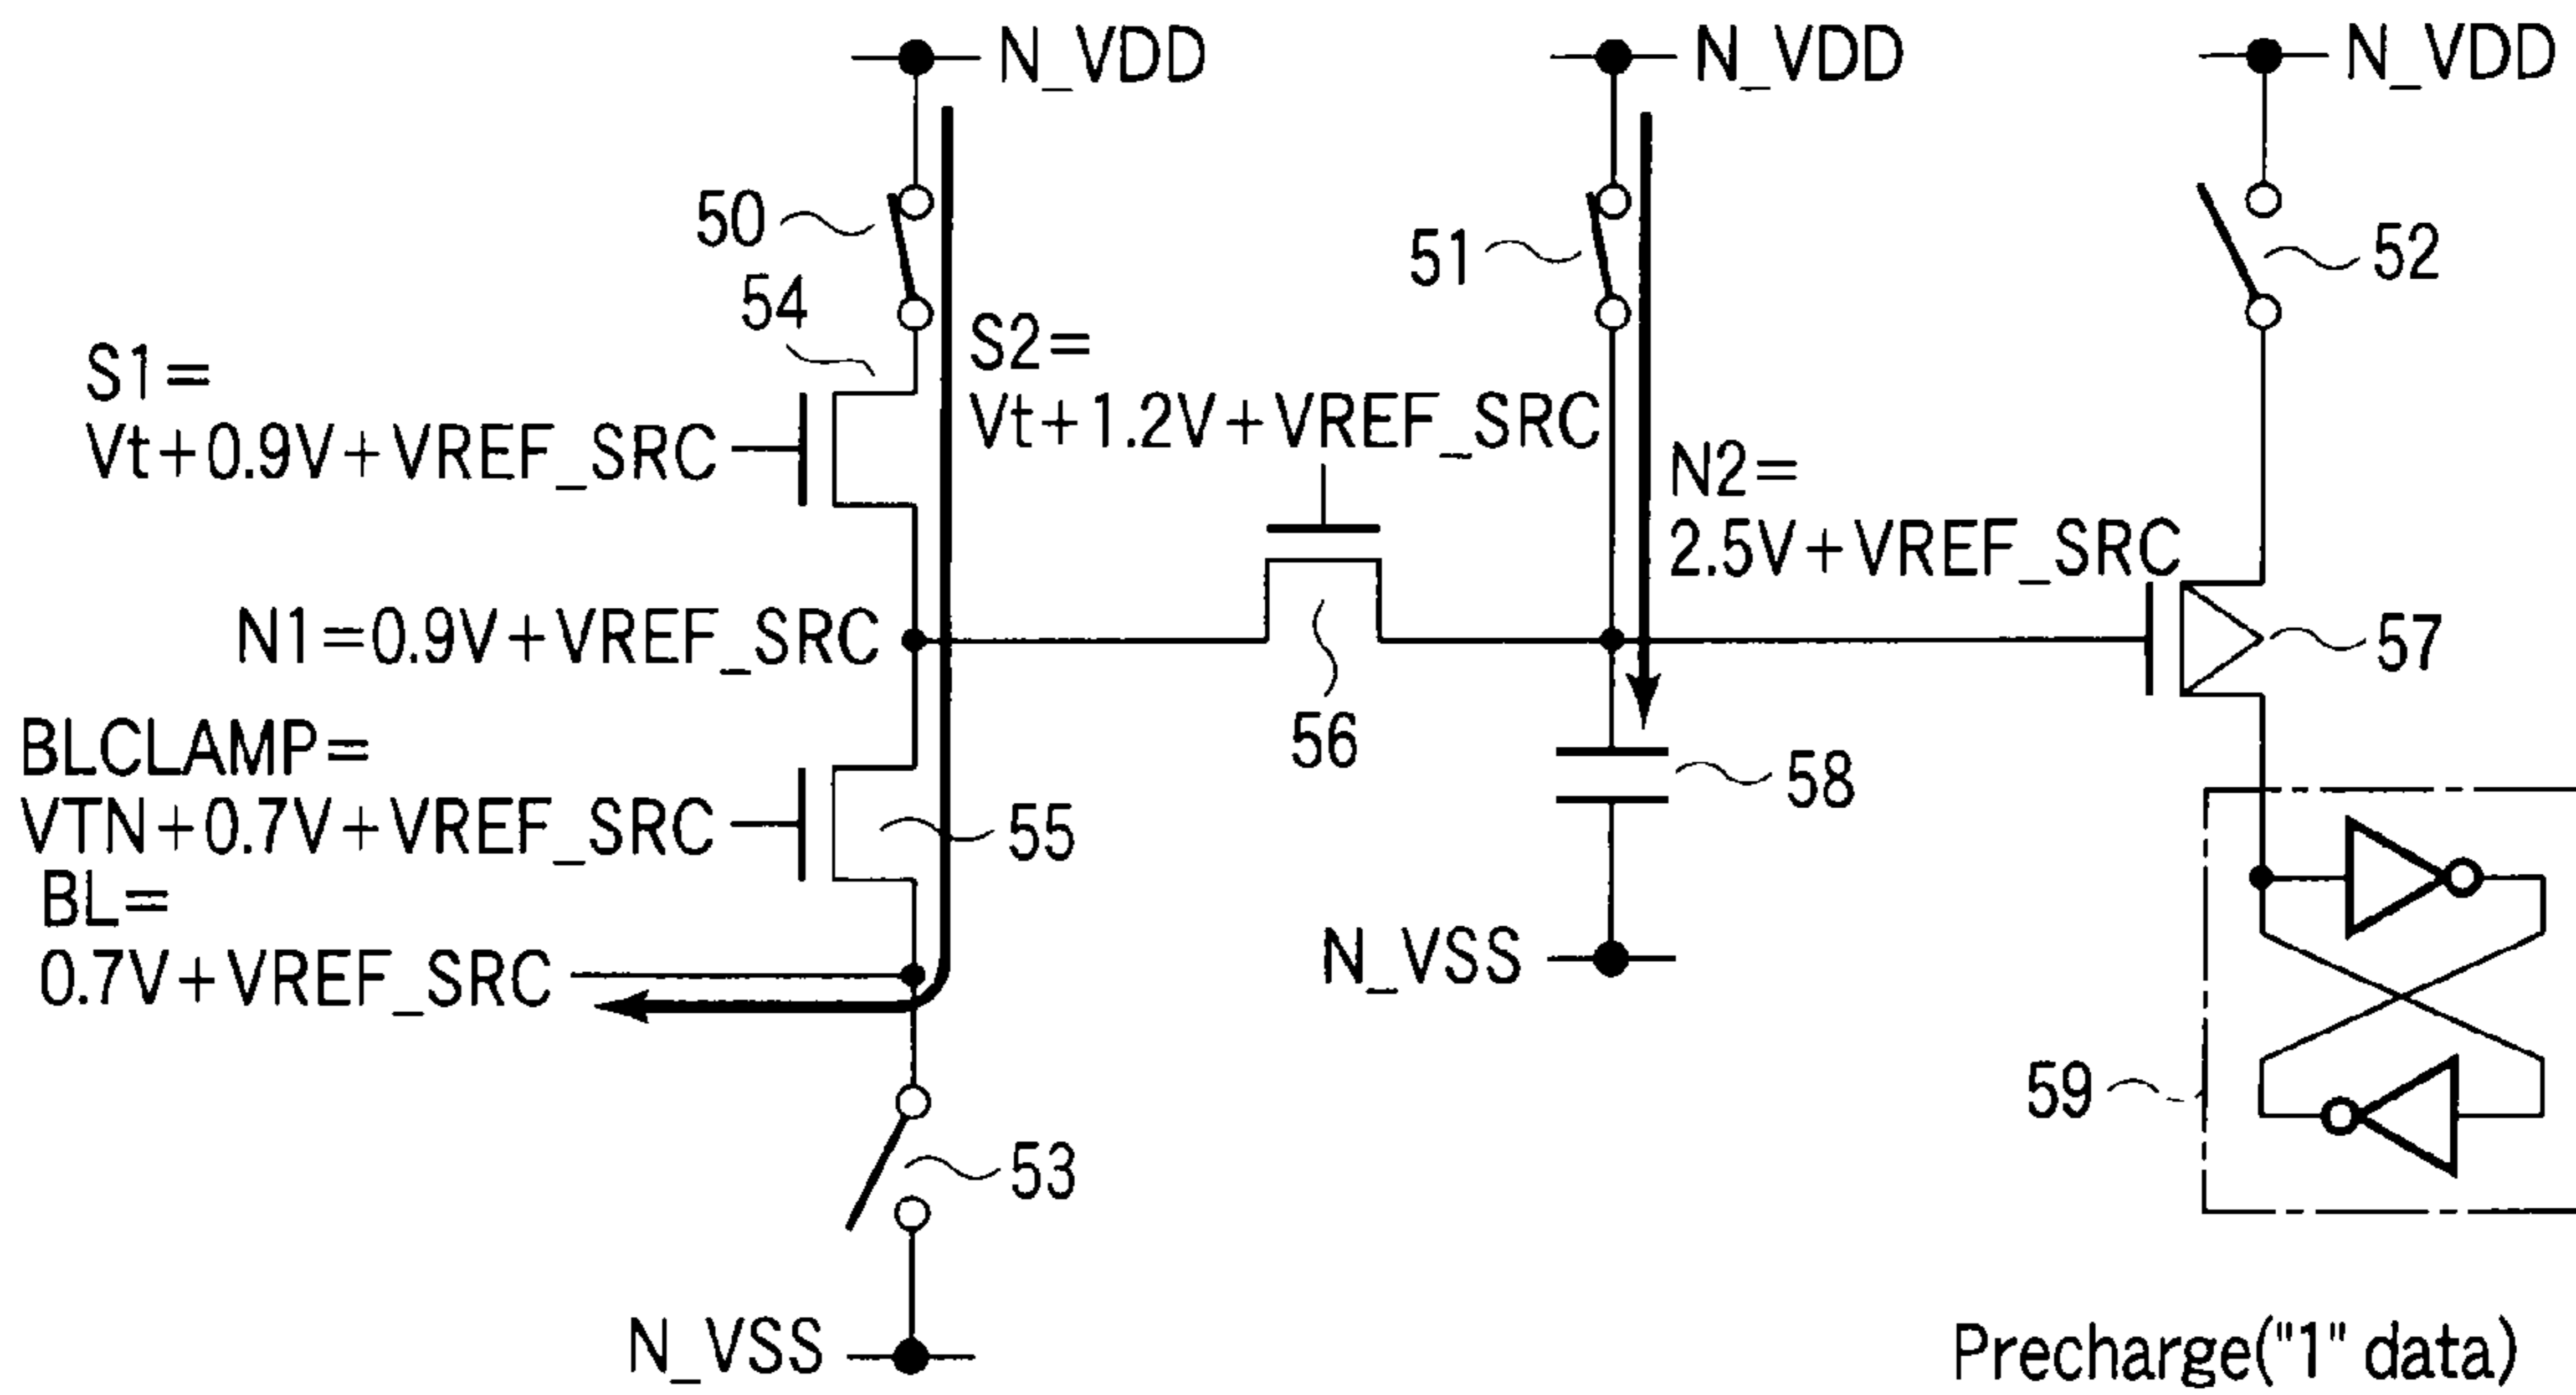 N_VDD
N_VDD
N_VDD
50
51
52
54
S1=
Vt+0.9V+VREF_SRC
S2=
Vt+1.2V+VREF_SRC
N2=
2.5V+VREF_SRC
N1=0.9V+VREF_SRC
56
57
BLCLAMP=
VTN+0.7V+VREF_SRC
55
58
BL=
0.7V+VREF_SRC
N_VSS
53
59
N_VSS
Precharge("1" data)